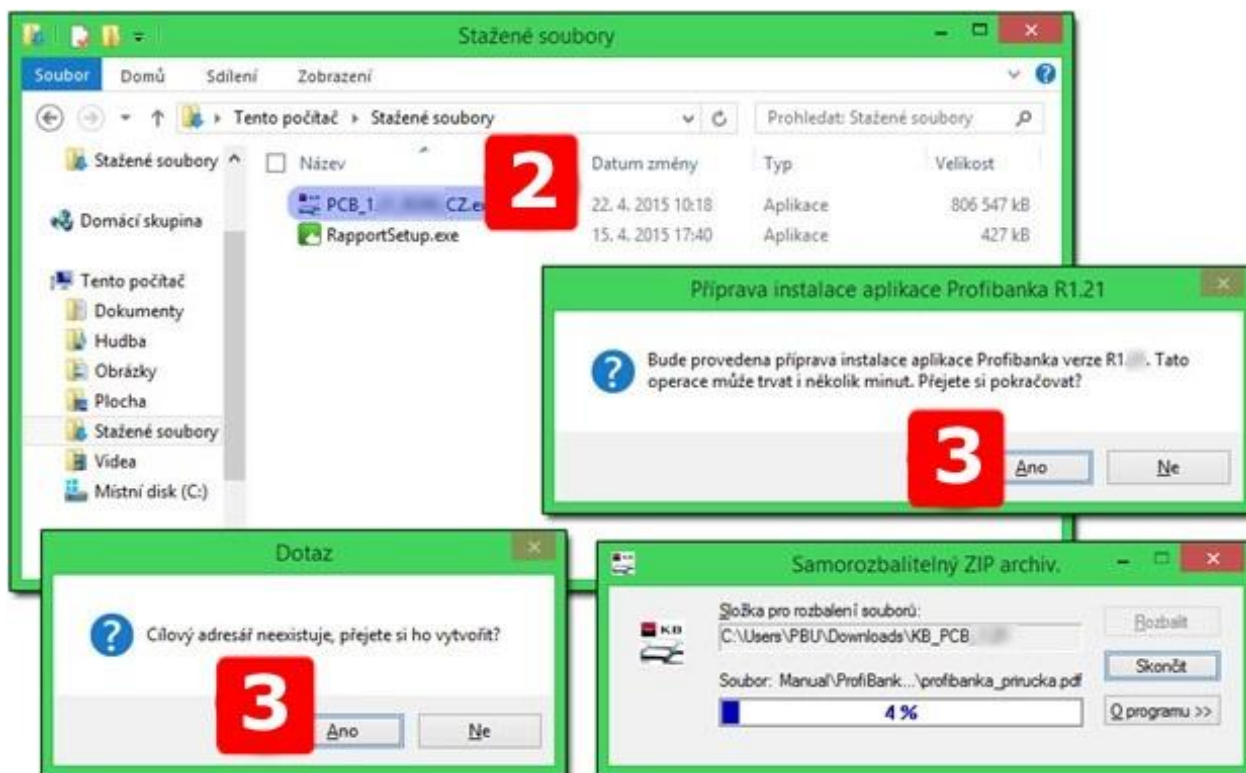 Stažené soubory
Soubor Domů Sdílení Zobrazení
Tento počítač Stažené soubory Prohledat: Stažené soubory
Stažené soubory Název Datum změny Typ Velikost
2
PCB_1 CZ.e 22. 4. 2015 10:18 Aplikace 806 547 kB
Domácí skupina
RapportSetup.exe 15. 4. 2015 17:40 Aplikace 427 kB
Tento počítač
Dokumenty
Hudba
Obrázky
Plocha
Stažené soubory
Videa
Místní disk (C:)
Příprava instalace aplikace Profibanka R1.21
Bude provedena příprava instalace aplikace Profibanka verze R1. . Tato
operace může trvat i několik minut. Přejete si pokračovat?
3
Ano Ne
Dotaz
Cílový adresář neexistuje, přejete si ho vytvořit?
3
Ano Ne
Samorozbalitelný ZIP archiv.
KB
Složka pro rozbalení souborů:
C:\Users\PBU\Downloads\KB_PCB_
Rozbalit
Skončit
Soubor: Manual\ProfiBank...\profibanka_prirucka.pdf
4 %
O programu >>